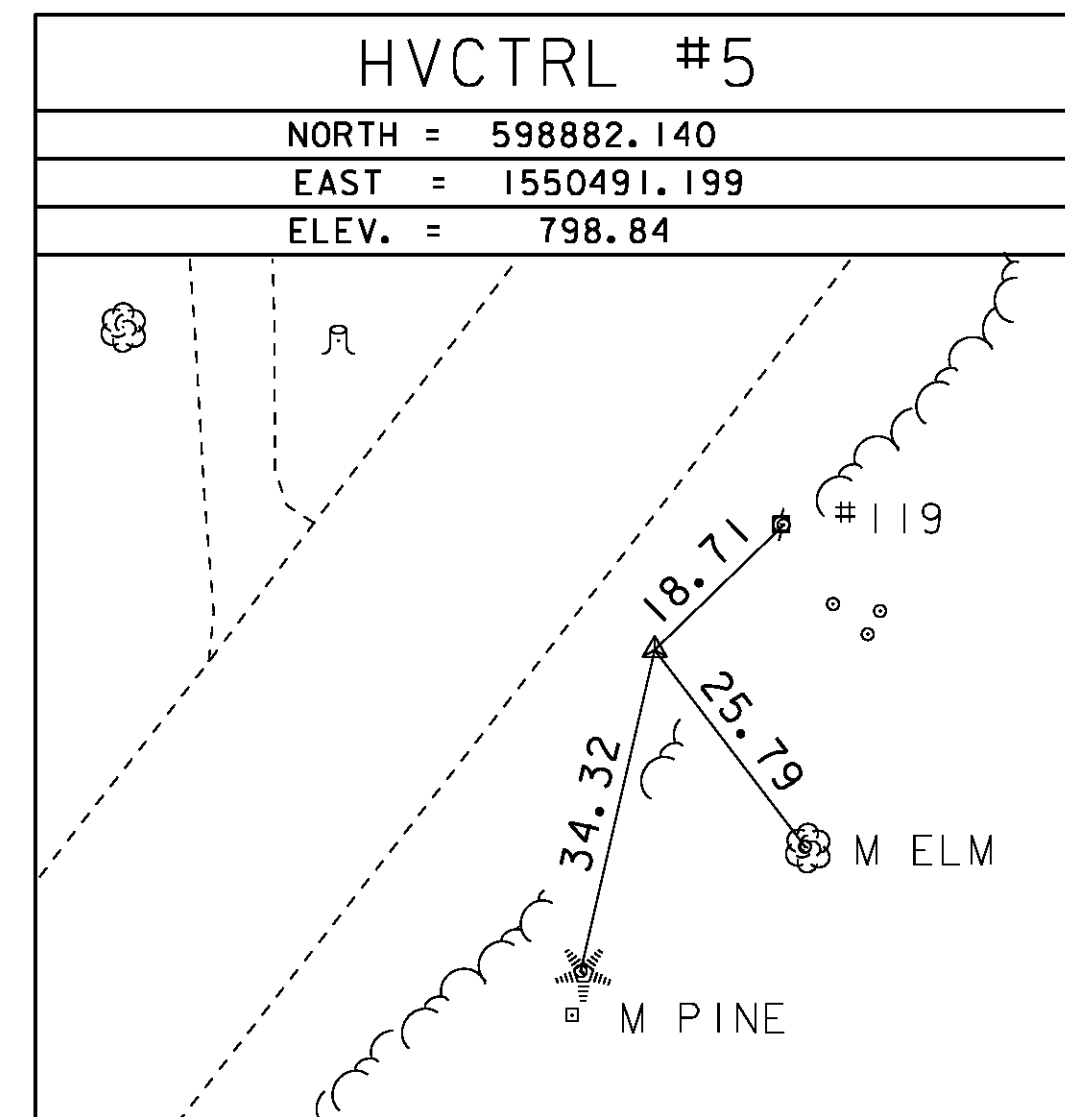 HVCTRL #5
NORTH = 598882.140
EAST = 1550491.199
ELEV. = 798.84
#119
18.71
25.79
34.32
M ELM
M PINE